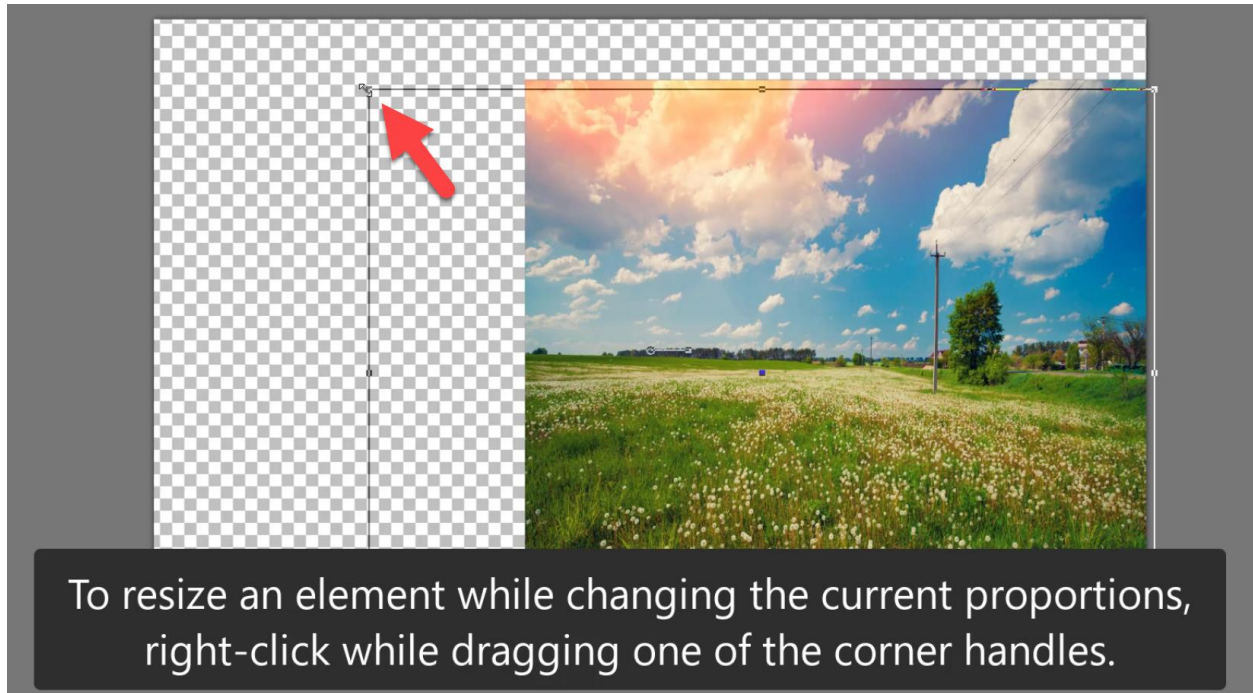 To resize an element while changing the current proportions,
right-click while dragging one of the corner handles.